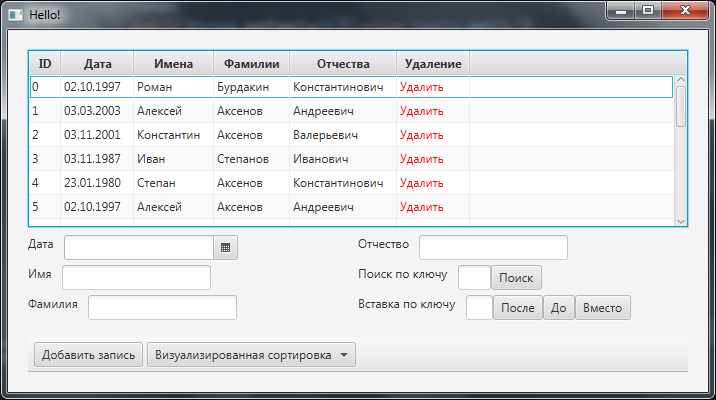 Hello!
ID Дата Имена Фамилии Отчества Удаление
0 02.10.1997 Роман Бурдакин Константинович Удалить
1 03.03.2003 Алексей Аксенов Андреевич Удалить
2 03.11.2001 Константин Аксенов Валерьевич Удалить
3 03.11.1987 Иван Степанов Иванович Удалить
4 23.01.1980 Степан Аксенов Константинович Удалить
5 02.10.1997 Алексей Аксенов Андреевич Удалить
Дата Отчество
Имя Поиск по ключу Поиск
Фамилия Вставка по ключу После До Вместо
Добавить запись Визуализированная сортировка